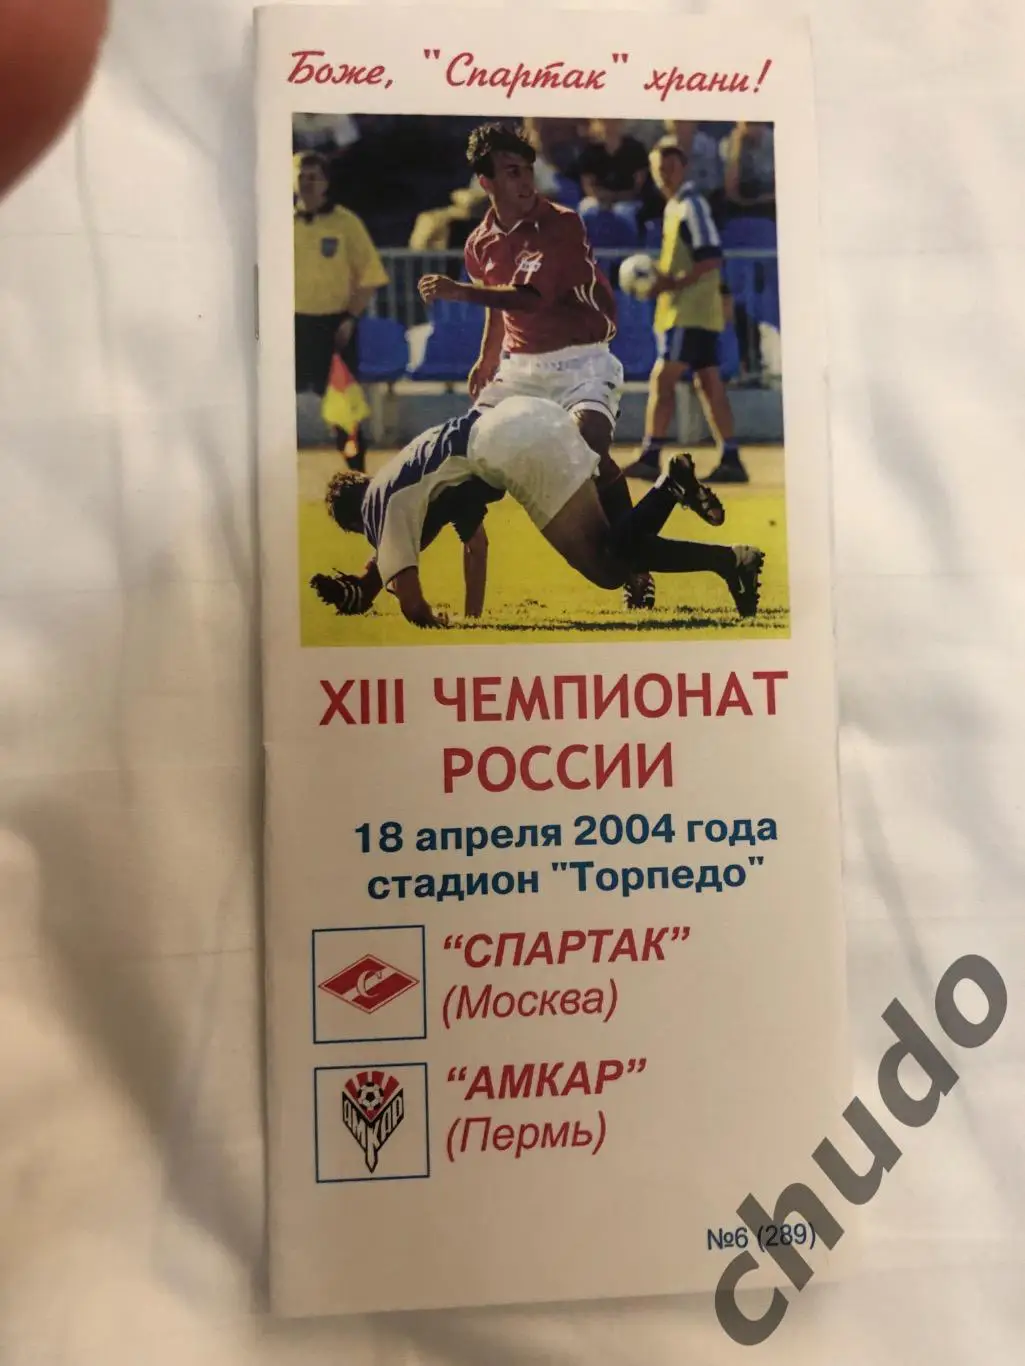 Боже, "Спартак" храни!
XIII ЧЕМПИОНАТ
РОССИИ
18 апреля 2004 года
стадион "Торпедо"
“СПАРТАК”
(Москва)
АМКАР
“АМКАР”
(Пермь)
№6 (289)
chudo